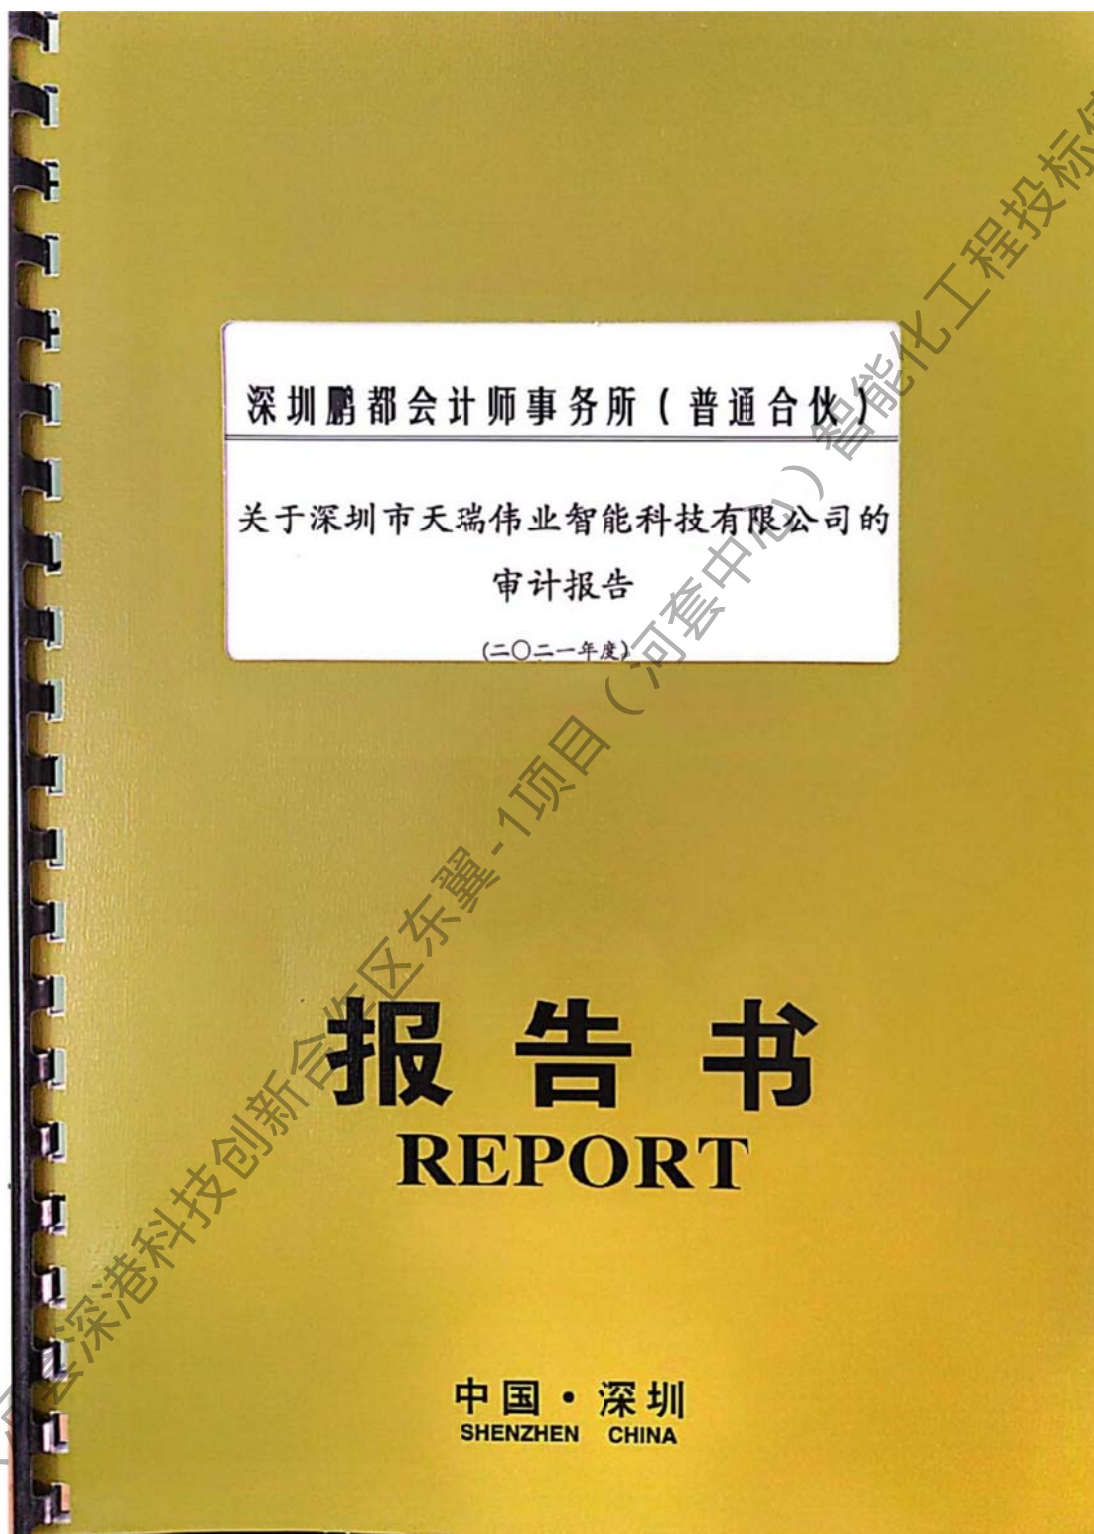 深圳鹏都会计师事务所（普通合伙）
关于深圳市天瑞伟业智能科技有限公司的
审计报告
(二〇二一年度)
报告书
REPORT
中国·深圳
SHENZHEN CHINA
河套深港科技创新合作区东翼-1项目（河套中心）智能化工程投标